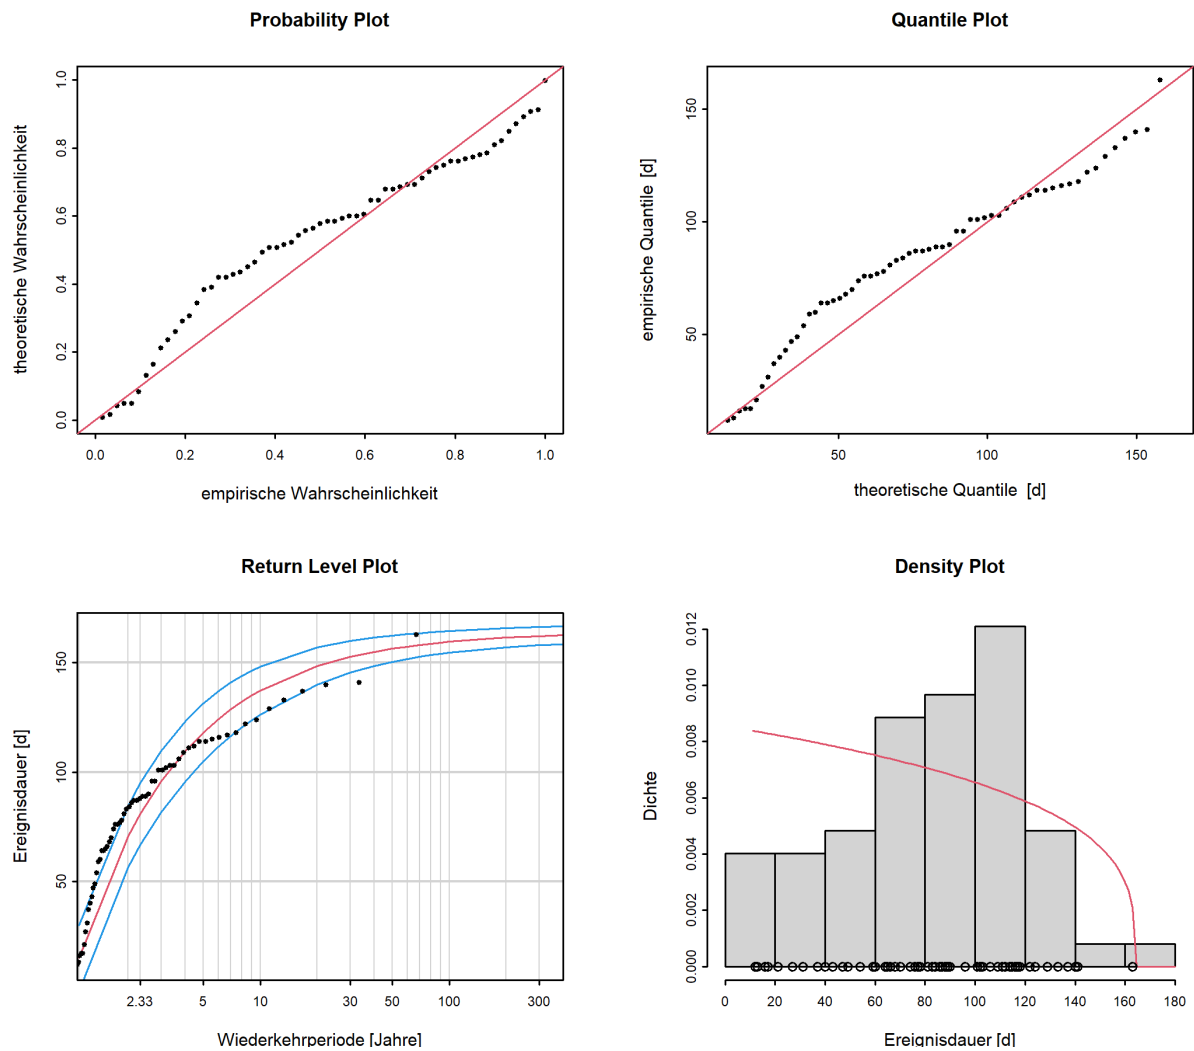 Probability Plot
theoretische Wahrscheinlichkeit
0.0 0.2 0.4 0.6 0.8 1.0
0.0 0.2 0.4 0.6 0.8 1.0
empirische Wahrscheinlichkeit
Quantile Plot
empirische Quantile [d]
50 100 150
50 100 150
theoretische Quantile [d]
Return Level Plot
Ereignisdauer [d]
50 100 150
2.33 5 10 30 50 100 300
Wiederkehrperiode [Jahre]
Density Plot
Dichte
0.000 0.002 0.004 0.006 0.008 0.010 0.012
0 20 40 60 80 100 120 140 160 180
Ereignisdauer [d]